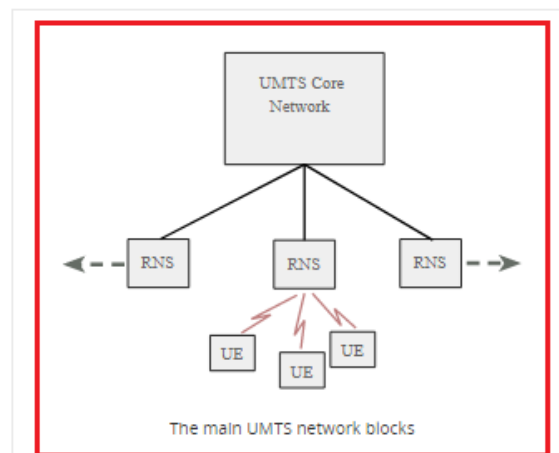 UMTS Core
Network
RNS
RNS
RNS
UE
UE
UE
The main UMTS network blocks